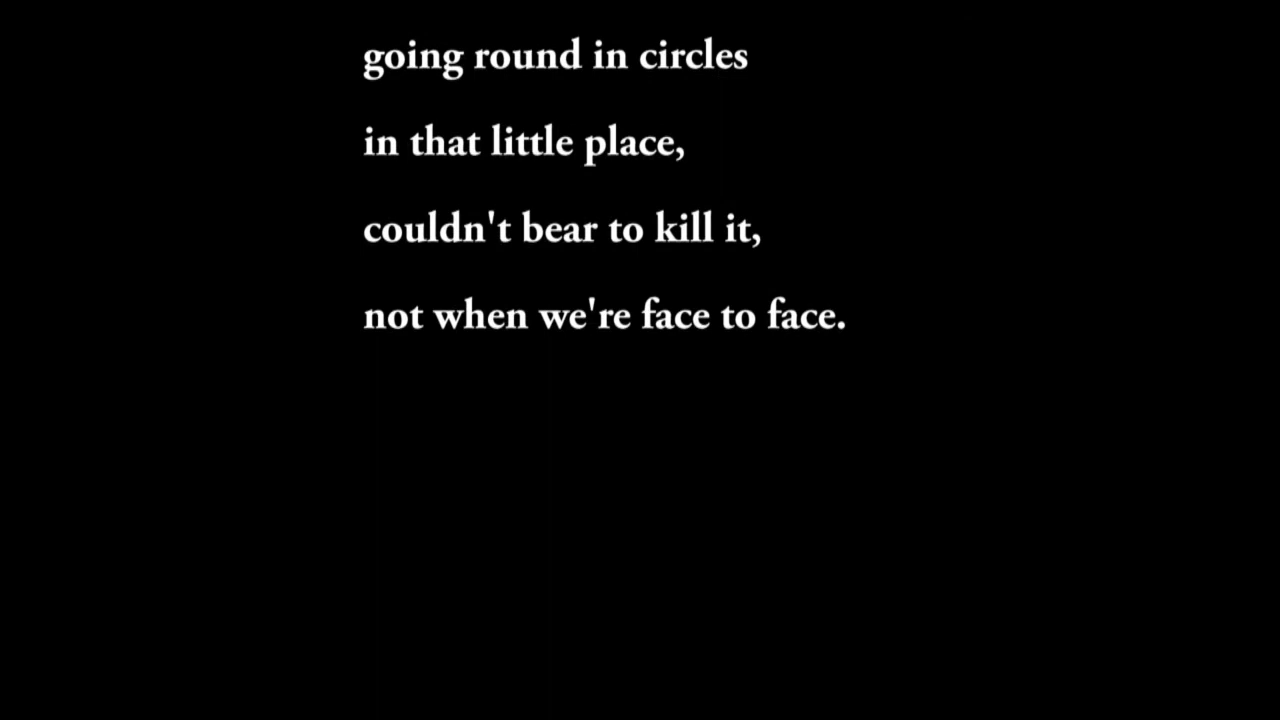 going round in circles
in that little place,
couldn't bear to kill it,
not when we're face to face.